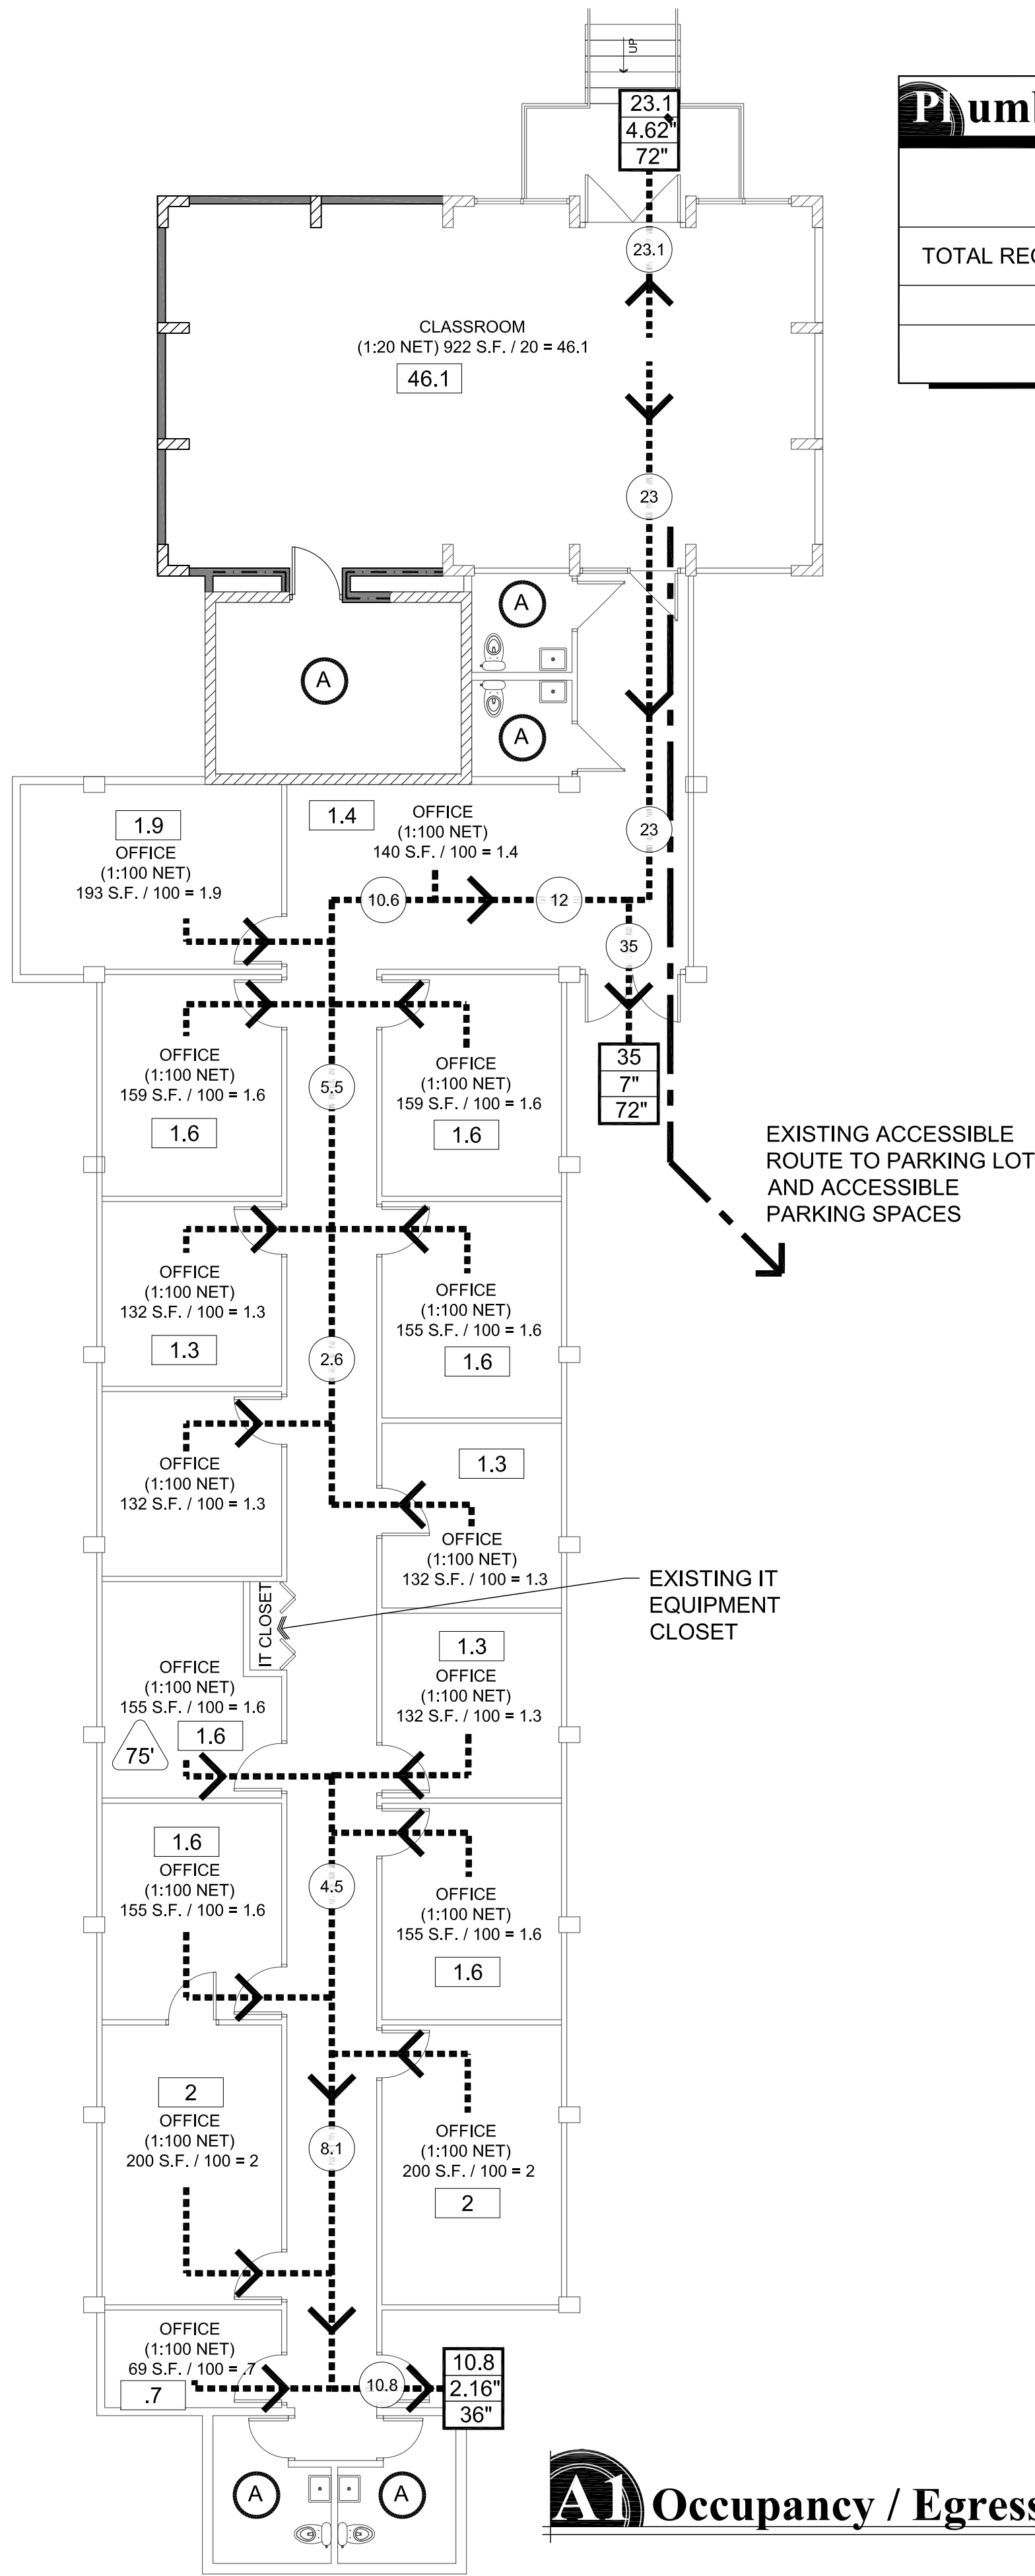 UP
23.1
4.62"
72"
Plumb
TOTAL REQ
23.1
CLASSROOM
(1:20 NET) 922 S.F. / 20 = 46.1
46.1
23
A
A
A
23
1.9
OFFICE
(1:100 NET)
193 S.F. / 100 = 1.9
1.4
OFFICE
(1:100 NET)
140 S.F. / 100 = 1.4
10.6
12
35
35
7"
72"
OFFICE
(1:100 NET)
159 S.F. / 100 = 1.6
1.6
5.5
OFFICE
(1:100 NET)
159 S.F. / 100 = 1.6
1.6
EXISTING ACCESSIBLE
ROUTE TO PARKING LOT
AND ACCESSIBLE
PARKING SPACES
OFFICE
(1:100 NET)
132 S.F. / 100 = 1.3
1.3
2.6
OFFICE
(1:100 NET)
155 S.F. / 100 = 1.6
1.6
OFFICE
(1:100 NET)
132 S.F. / 100 = 1.3
1.3
OFFICE
(1:100 NET)
132 S.F. / 100 = 1.3
IT CLOSET
EXISTING IT
EQUIPMENT
CLOSET
OFFICE
(1:100 NET)
155 S.F. / 100 = 1.6
1.6
75'
1.3
OFFICE
(1:100 NET)
132 S.F. / 100 = 1.3
1.6
OFFICE
(1:100 NET)
155 S.F. / 100 = 1.6
4.5
OFFICE
(1:100 NET)
155 S.F. / 100 = 1.6
1.6
2
OFFICE
(1:100 NET)
200 S.F. / 100 = 2
8.1
OFFICE
(1:100 NET)
200 S.F. / 100 = 2
2
OFFICE
(1:100 NET)
69 S.F. / 100 = .7
.7
10.8
10.8
2.16"
36"
A
A
A1 Occupancy / Egress